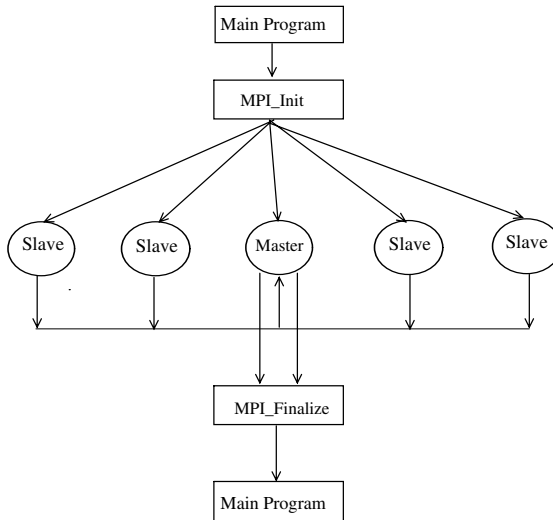 Main Program
MPI_Init
Slave
Slave
Master
Slave
Slave
MPI_Finalize
Main Program